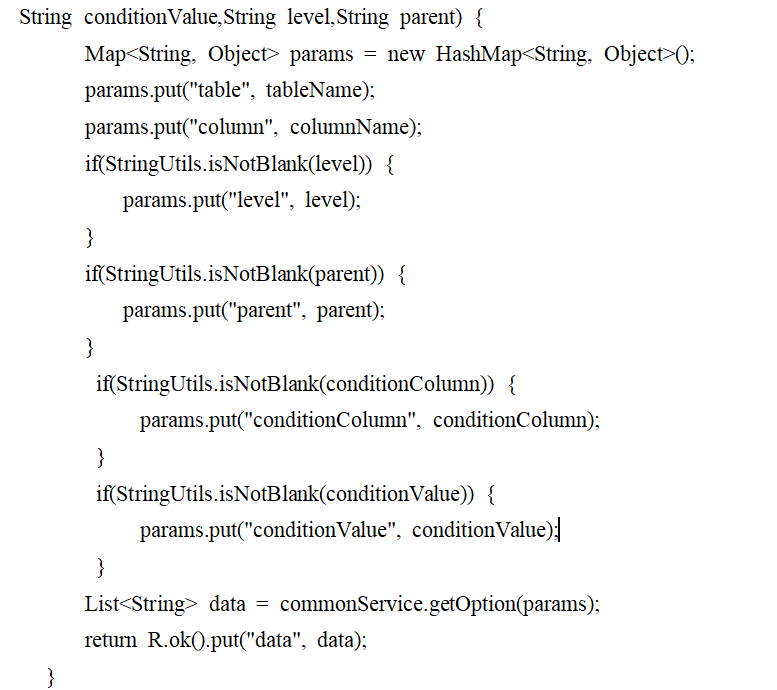 String conditionValue,String level,String parent) {
Map<String, Object> params = new HashMap<String, Object>();
params.put("table", tableName);
params.put("column", columnName);
if(StringUtils.isNotBlank(level)) {
params.put("level", level);
}
if(StringUtils.isNotBlank(parent)) {
params.put("parent", parent);
}
if(StringUtils.isNotBlank(conditionColumn)) {
params.put("conditionColumn", conditionColumn);
}
if(StringUtils.isNotBlank(conditionValue)) {
params.put("conditionValue", conditionValue);
}
List<String> data = commonService.getOption(params);
return R.ok().put("data", data);
}